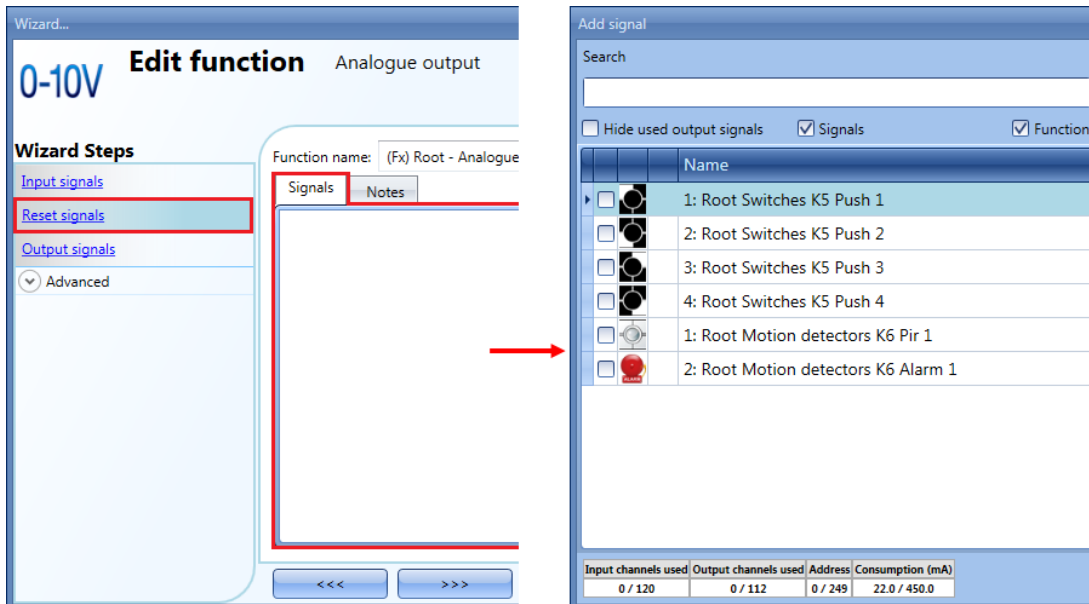 Wizard...
0-10V
Edit function Analogue output
Wizard Steps
Input signals
Reset signals
Output signals
Advanced
Function name: (Fx) Root - Analogue
Signals Notes
<<< >>>
Add signal
Search
Hide used output signals Signals Function
Name
1: Root Switches K5 Push 1
2: Root Switches K5 Push 2
3: Root Switches K5 Push 3
4: Root Switches K5 Push 4
1: Root Motion detectors K6 Pir 1
ALARM 2: Root Motion detectors K6 Alarm 1
Input channels used Output channels used Address Consumption (mA)
0 / 120 0 / 112 0 / 249 22.0 / 450.0